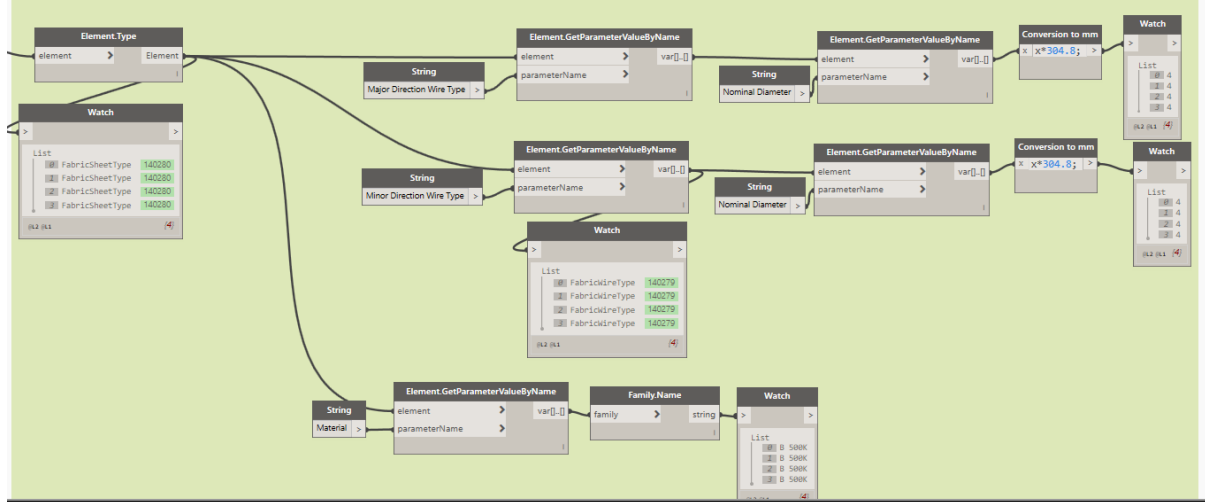 Element.Type
element > Element
l
Watch
> >
List
0 FabricSheetType 140280
1 FabricSheetType 140280
2 FabricSheetType 140280
3 FabricSheetType 140280
@L2 @L1 {4}
Element.GetParameterValueByName
element > var[]..[]
parameterName >
l
String
Major Direction Wire Type >
String
Nominal Diameter >
Element.GetParameterValueByName
element > var[]..[]
parameterName >
l
Conversion to mm
x x*304.8; >
Watch
> >
List
0 4
1 4
2 4
3 4
@L2 @L1 {4}
Element.GetParameterValueByName
element > var[]..[]
parameterName >
l
String
Minor Direction Wire Type >
String
Nominal Diameter >
Element.GetParameterValueByName
element > var[]..[]
parameterName >
l
Conversion to mm
x x*304.8; >
Watch
> >
List
0 4
1 4
2 4
3 4
@L2 @L1 {4}
Watch
> >
List
0 FabricWireType 140279
1 FabricWireType 140279
2 FabricWireType 140279
3 FabricWireType 140279
@L2 @L1 {4}
String
Material >
Element.GetParameterValueByName
element > var[]..[]
parameterName >
l
Family.Name
family > string
l
Watch
> >
List
0 B 500K
1 B 500K
2 B 500K
3 B 500K
{4}